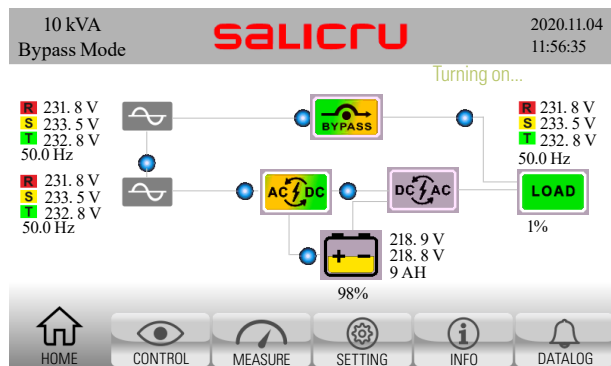 10 kVA
Bypass Mode
salicru
2020.11.04
11:56:35
Turning on...
R 231. 8 V
S 233. 5 V
T 232. 8 V
50.0 Hz
BYPASS
R 231. 8 V
S 233. 5 V
T 232. 8 V
50.0 Hz
R 231. 8 V
S 233. 5 V
T 232. 8 V
50.0 Hz
AC DC
DC AC
LOAD
1%
+ −
218. 9 V
218. 8 V
9 AH
98%
HOME
CONTROL
MEASURE
SETTING
INFO
DATALOG